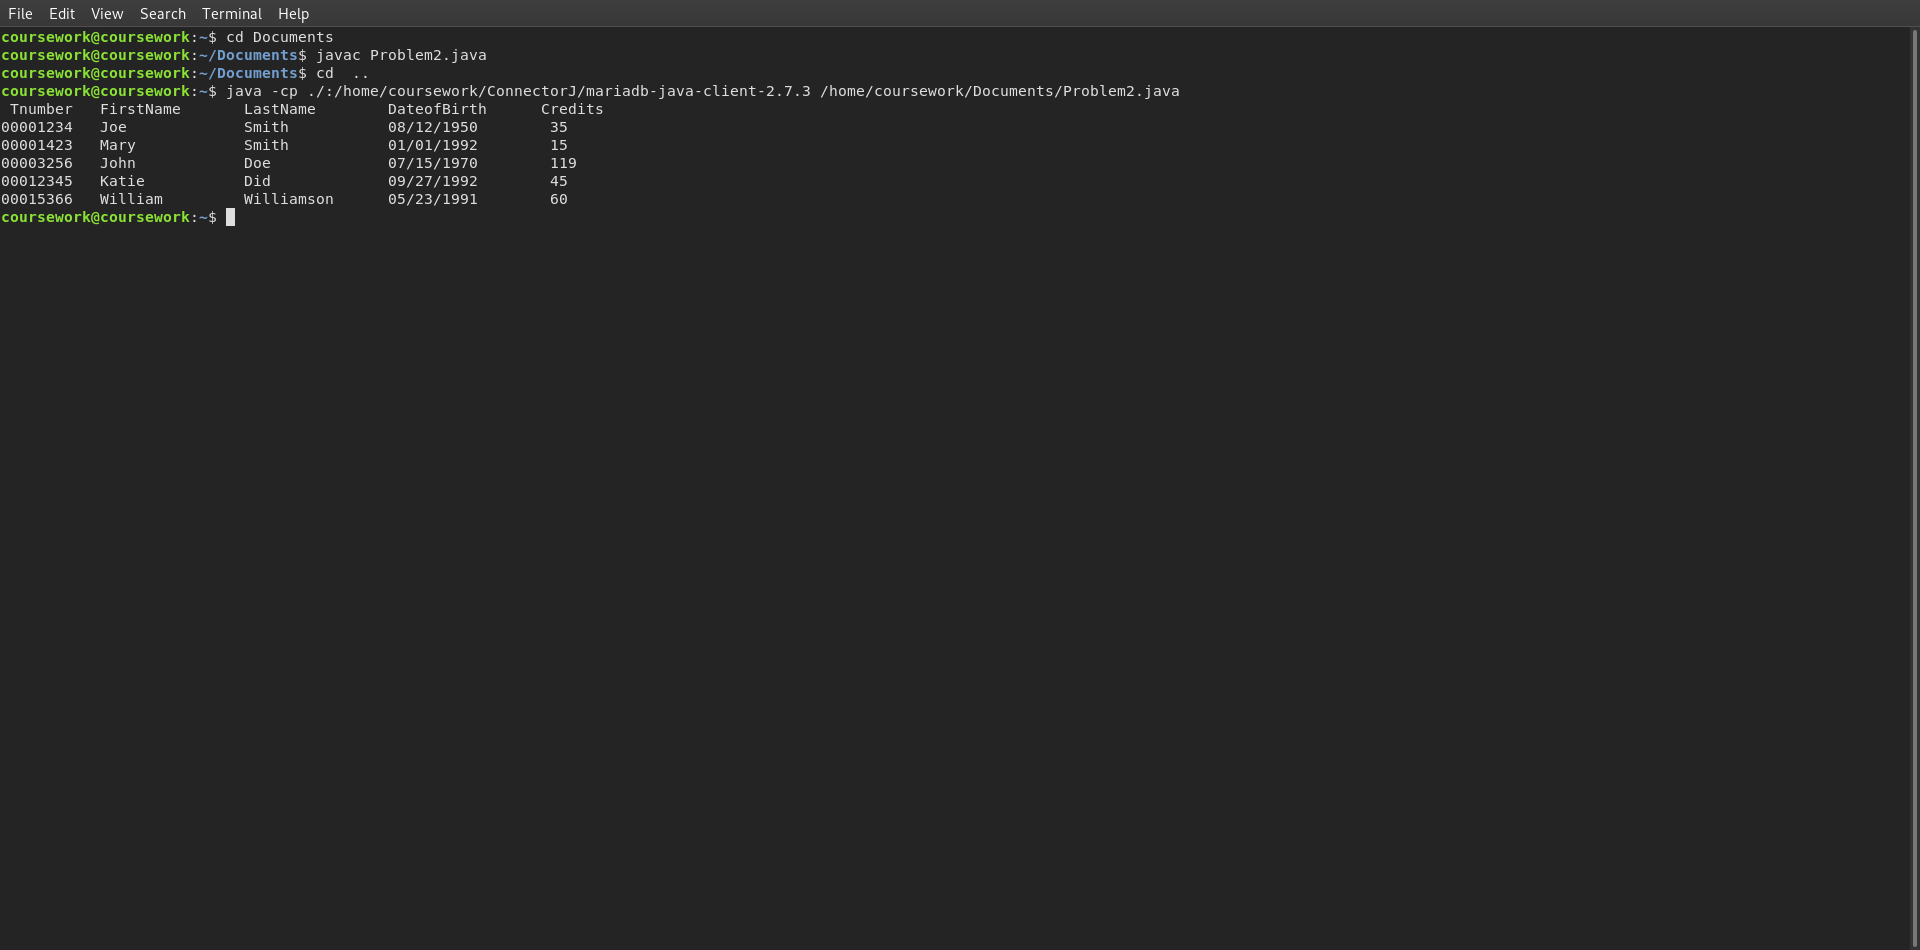 File Edit View Search Terminal Help
coursework@coursework:~$ cd Documents
coursework@coursework:~/Documents$ javac Problem2.java
coursework@coursework:~/Documents$ cd  ..
coursework@coursework:~$ java -cp ./:/home/coursework/ConnectorJ/mariadb-java-client-2.7.3 /home/coursework/Documents/Problem2.java
 Tnumber   FirstName       LastName        DateofBirth      Credits
00001234   Joe             Smith           08/12/1950        35
00001423   Mary            Smith           01/01/1992        15
00003256   John            Doe             07/15/1970        119
00012345   Katie           Did             09/27/1992        45
00015366   William         Williamson      05/23/1991        60
coursework@coursework:~$